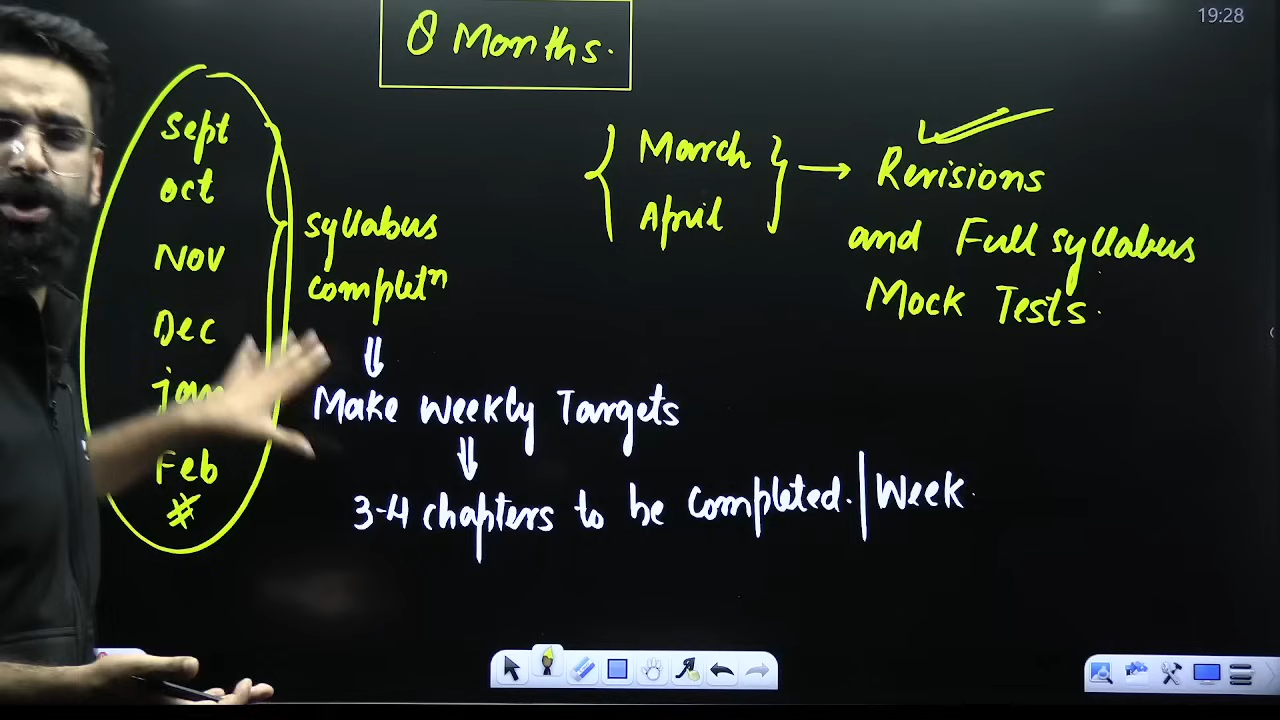 19:28
8 Months.
Sept
oct
Nov
Dec
jan
Feb
#
syllabus
completⁿ
{ March
April } → Revisions
and Full syllabus
Mock Tests.
⇓
Make Weekly Targets
⇓
3-4 chapters to be completed. | Week.